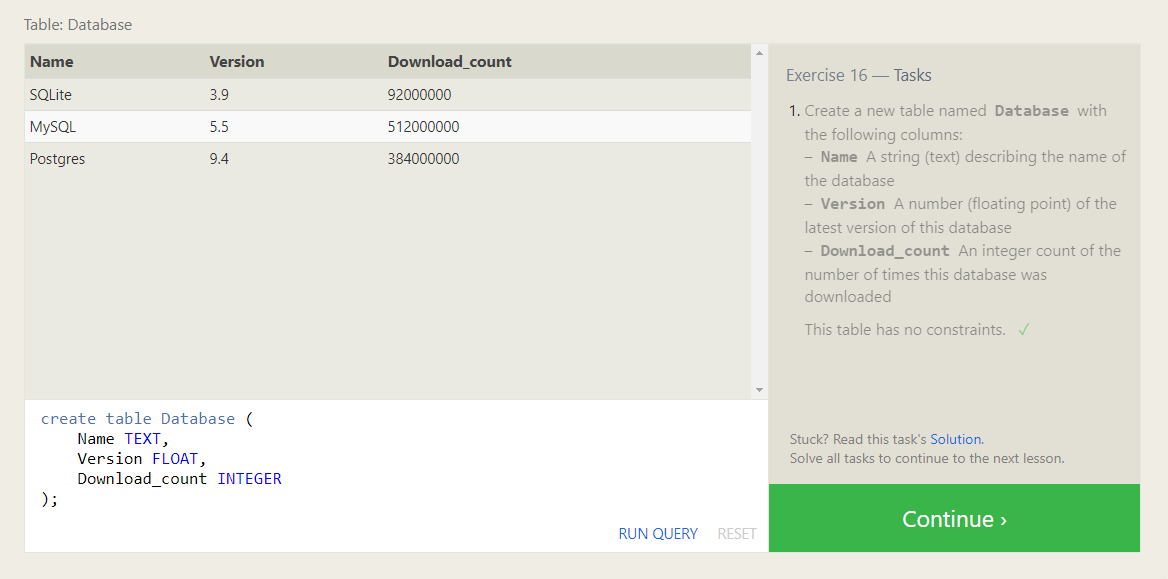 Table: Database
Name Version Download_count
SQLite 3.9 92000000
MySQL 5.5 512000000
Postgres 9.4 384000000
create table Database (
    Name TEXT,
    Version FLOAT,
    Download_count INTEGER
);
RUN QUERY RESET
Exercise 16 — Tasks
1. Create a new table named Database with
the following columns:
– Name A string (text) describing the name of
the database
– Version A number (floating point) of the
latest version of this database
– Download_count An integer count of the
number of times this database was
downloaded
This table has no constraints. ✓
Stuck? Read this task's Solution.
Solve all tasks to continue to the next lesson.
Continue ›